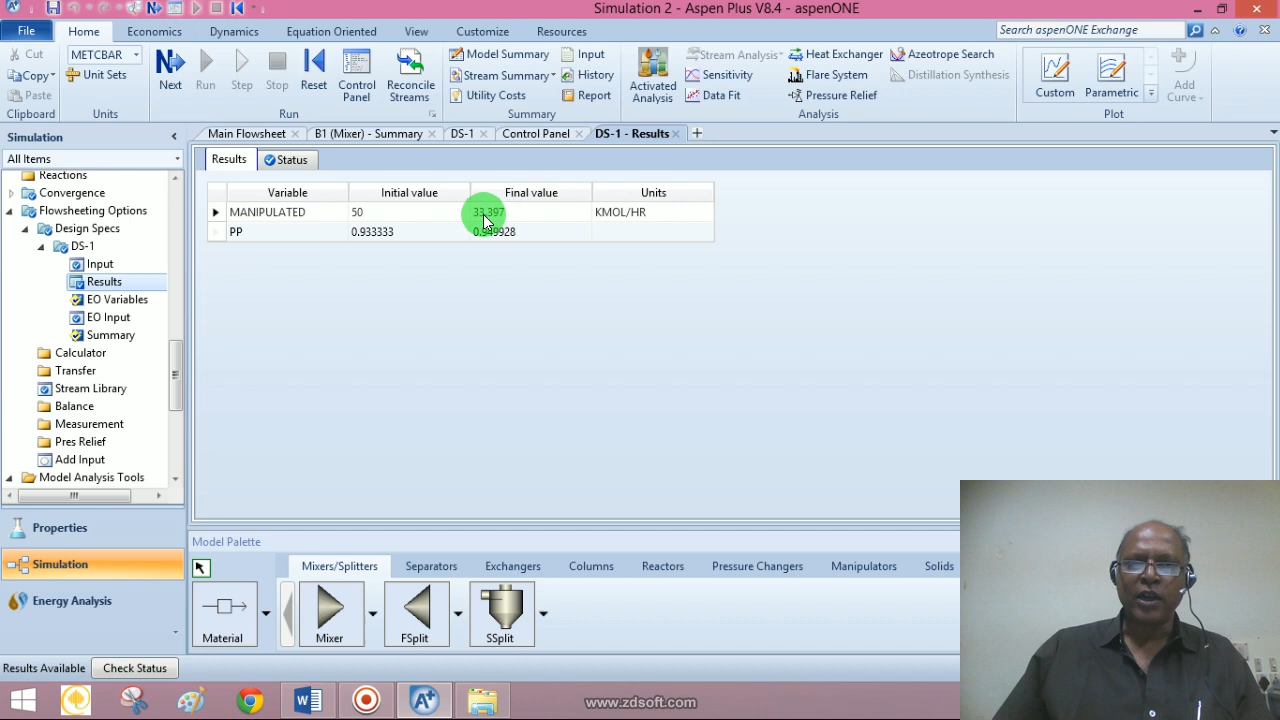 Simulation 2 - Aspen Plus V8.4 - aspenONE
File Home Economics Dynamics Equation Oriented View Customize Resources Search aspenONE Exchange
Cut METCBAR Model Summary Input Stream Analysis Heat Exchanger Azeotrope Search
Copy Unit Sets Next Run Step Stop Reset Control Panel Reconcile Streams Stream Summary History Activated Analysis Sensitivity Flare System Distillation Synthesis Custom Parametric Add Curve
Paste Utility Costs Report Data Fit Pressure Relief
Clipboard Units Run Summary Analysis Plot
Simulation Main Flowsheet B1 (Mixer) - Summary DS-1 Control Panel DS-1 - Results
All Items Results Status
Reactions
Convergence
Flowsheeting Options
Design Specs
DS-1
Input
Results
EO Variables
EO Input
Summary
Calculator
Transfer
Stream Library
Balance
Measurement
Pres Relief
Add Input
Model Analysis Tools
Variable Initial value Final value Units
MANIPULATED 50 33.397 KMOL/HR
PP 0.933333 0.949928
Properties
Simulation
Energy Analysis
Model Palette
Mixers/Splitters Separators Exchangers Columns Reactors Pressure Changers Manipulators Solids
Material Mixer FSplit SSplit
Results Available Check Status
www.zdsoft.com